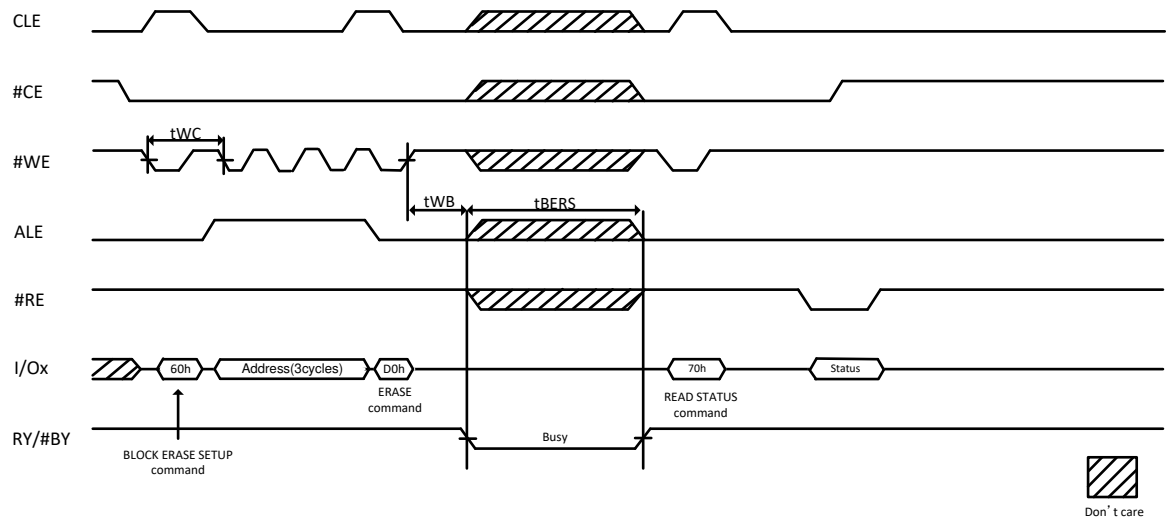 CLE
#CE
tWC
#WE
tWB
tBERS
ALE
#RE
I/Ox
60h
Address(3cycles)
D0h
70h
Status
ERASE
command
READ STATUS
command
RY/#BY
Busy
BLOCK ERASE SETUP
command
Don't care